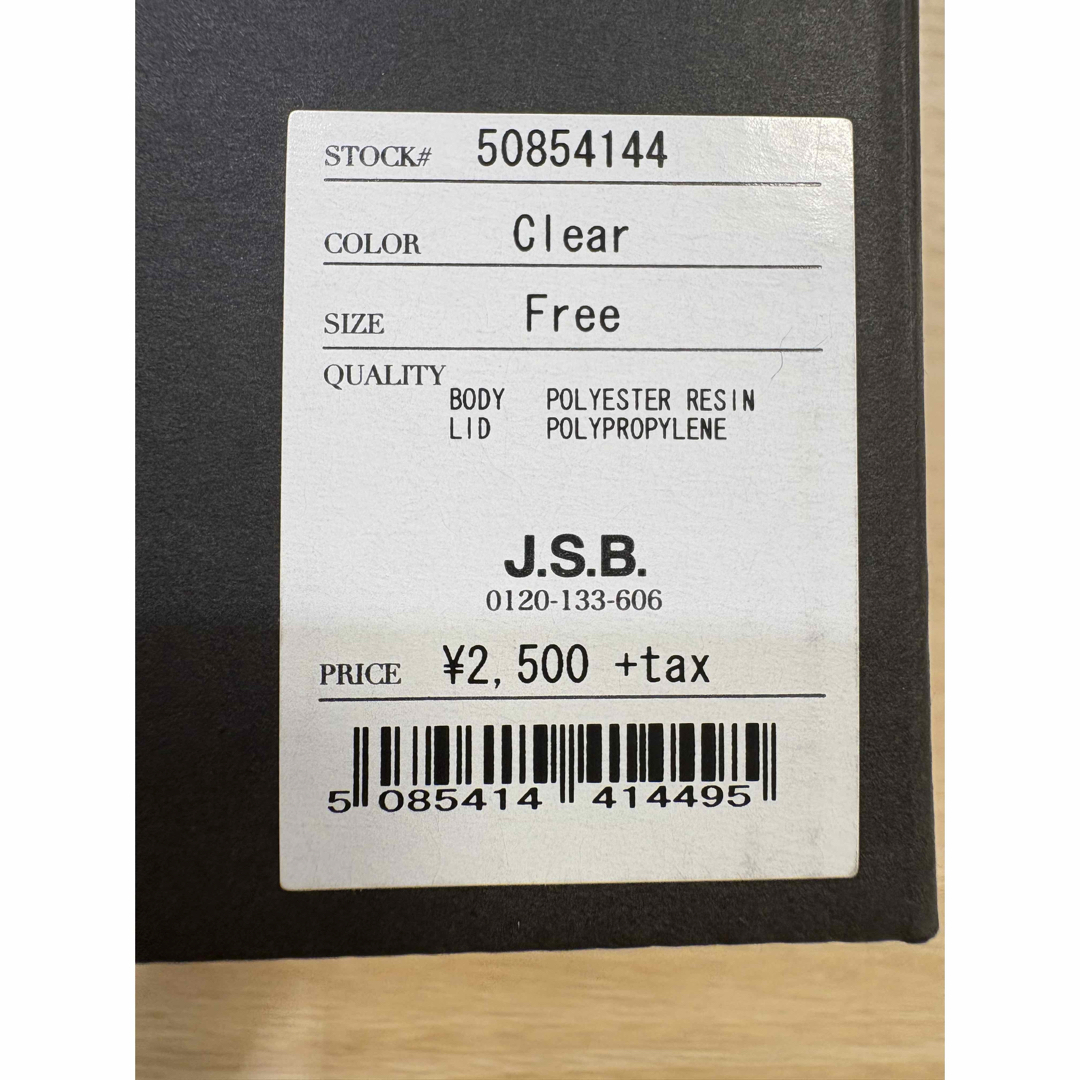 STOCK# 50854144
COLOR Clear
SIZE Free
QUALITY
BODY POLYESTER RESIN
LID POLYPROPYLENE
J.S.B.
0120-133-606
PRICE ¥2,500 +tax
5 085414 414495